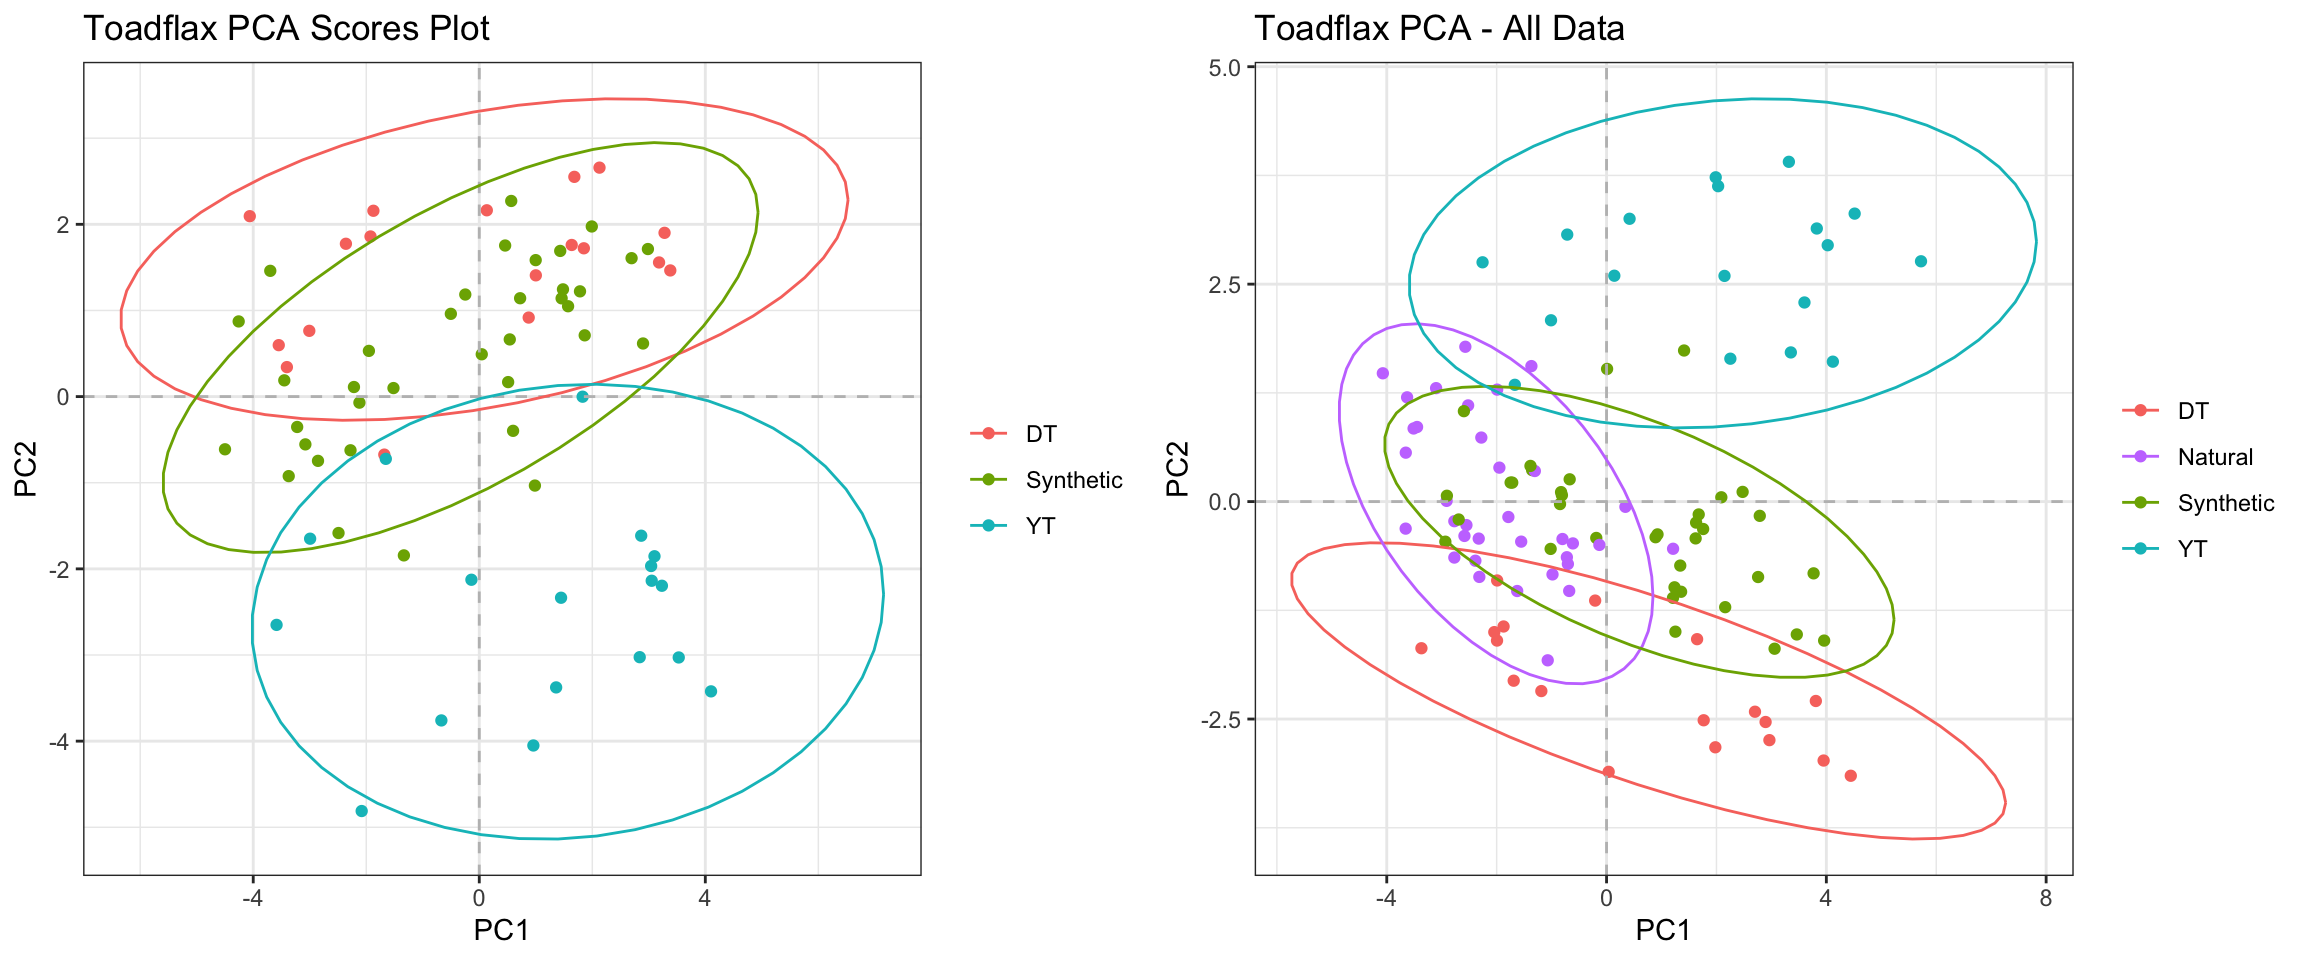 Toadflax PCA Scores Plot
PC2
2
0
-2
-4
-4 0 4
PC1
DT
Synthetic
YT
Toadflax PCA - All Data
PC2
5.0
2.5
0.0
-2.5
-4 0 4 8
PC1
DT
Natural
Synthetic
YT